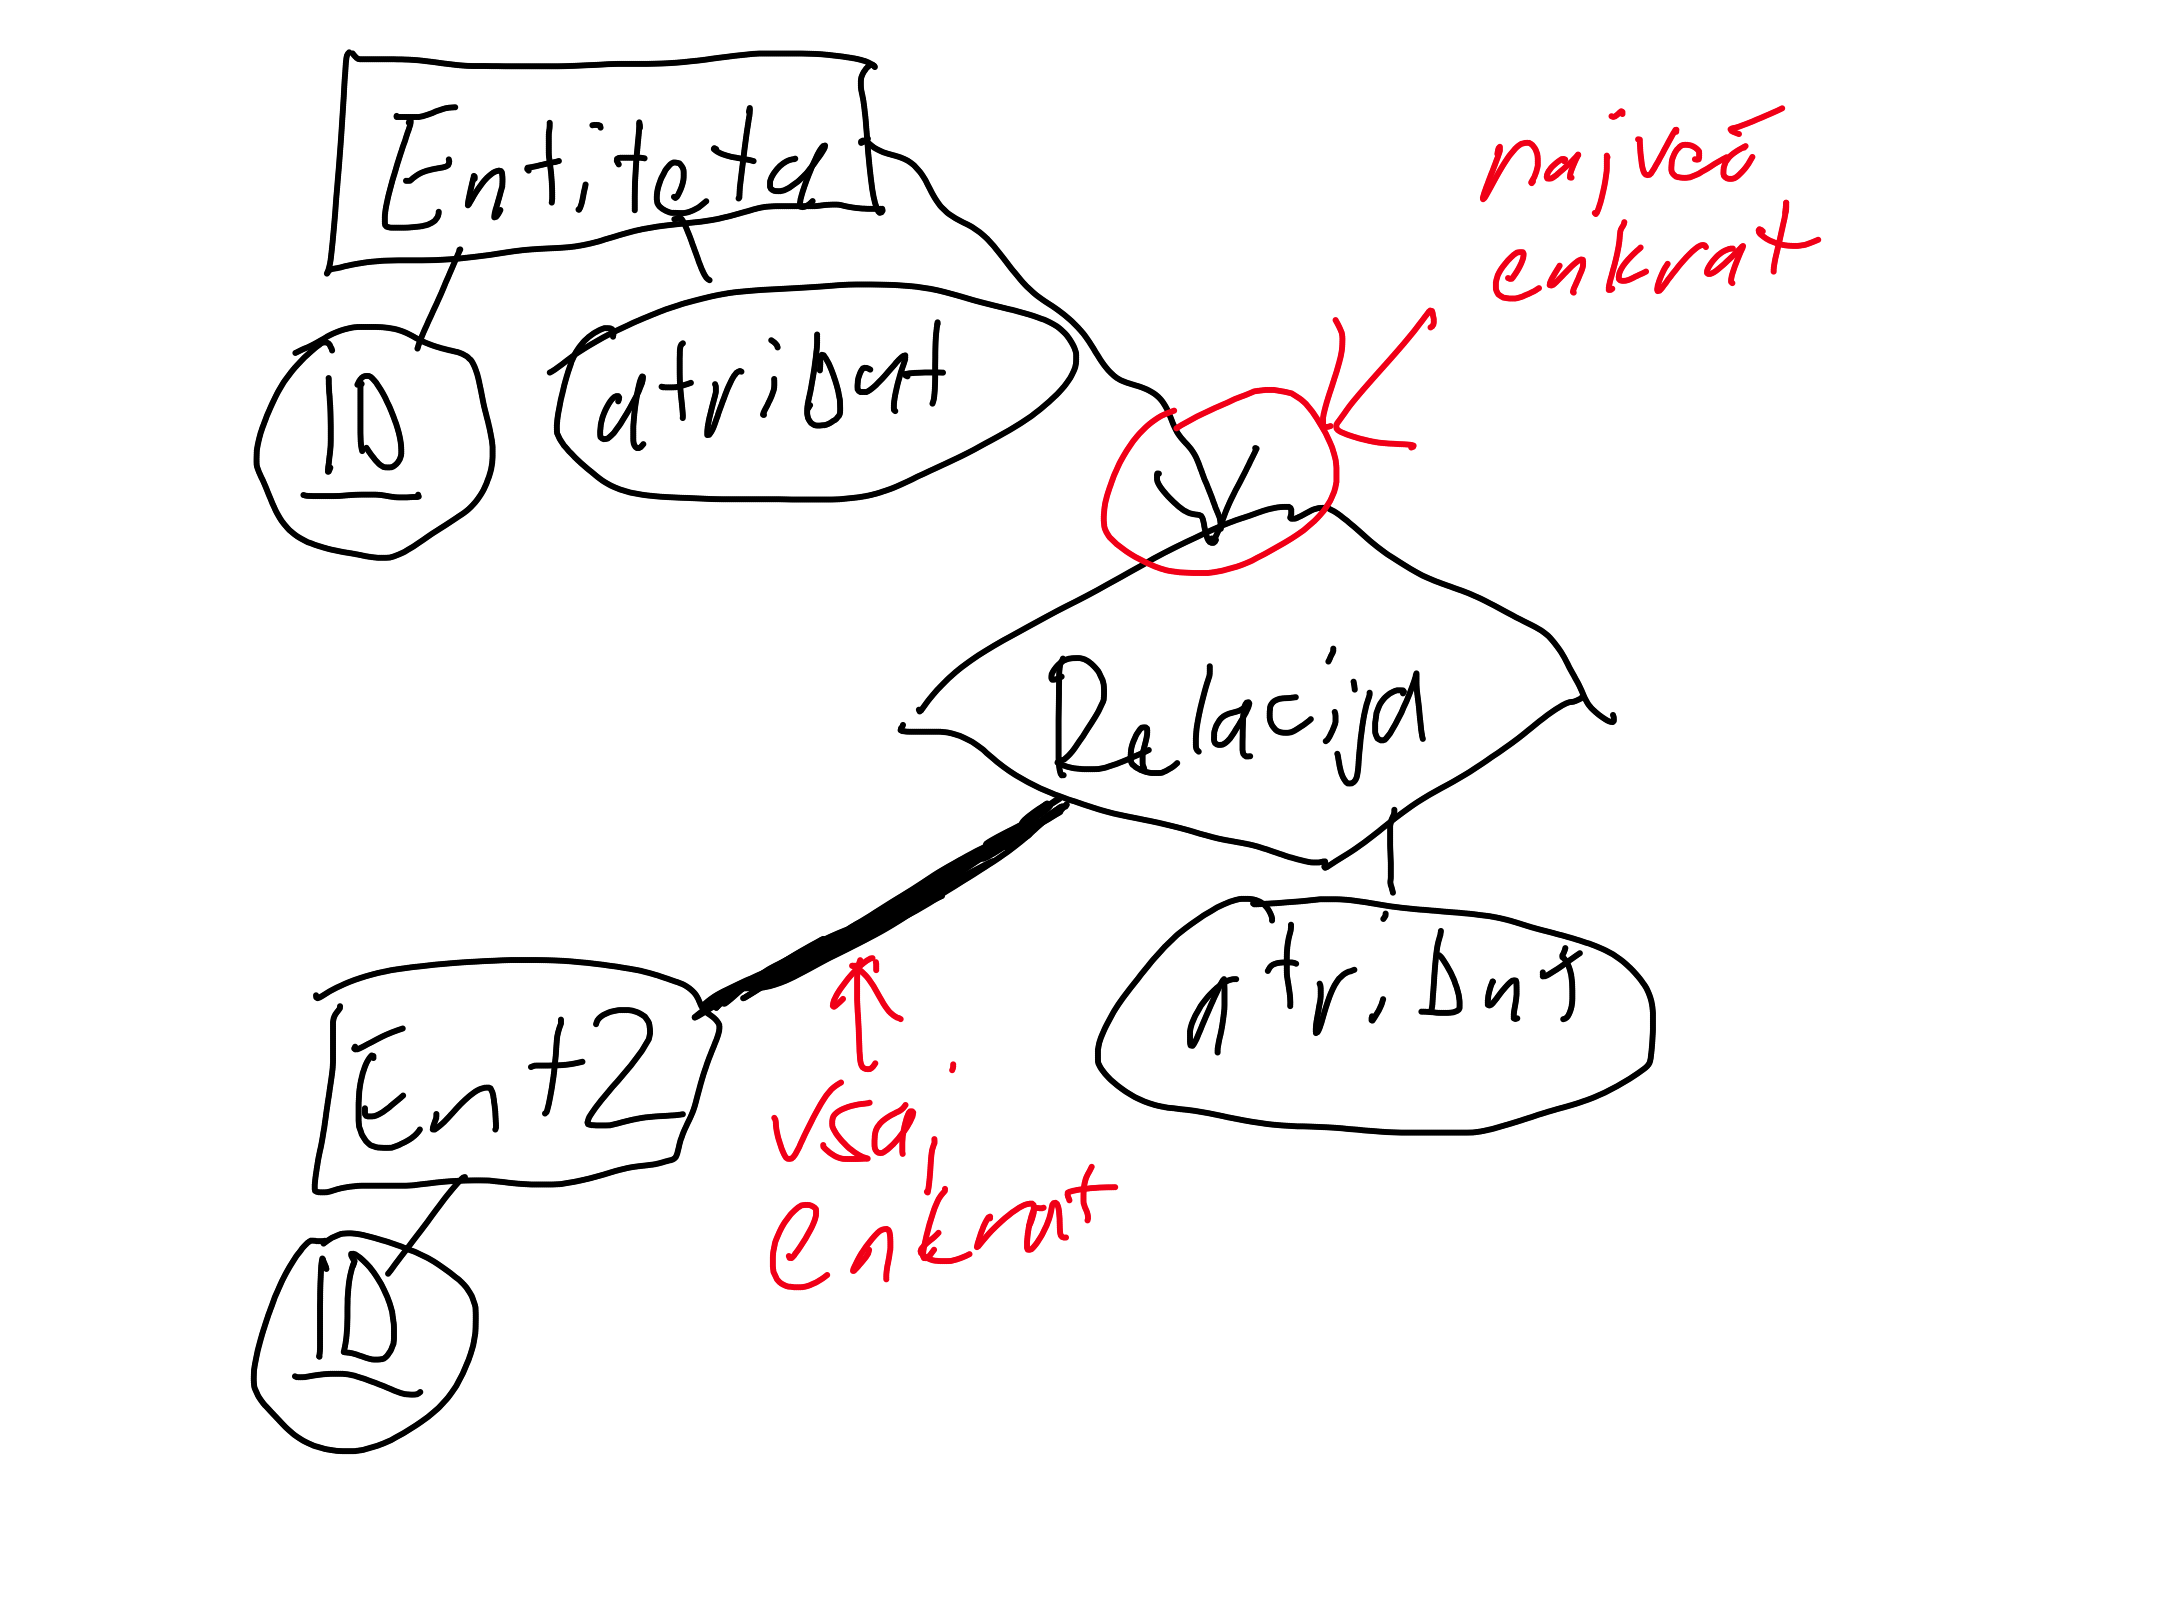 Entiteta
največ
enkrat
ID
atribut
Relacija
atribut
Ent2
vsaj
enkrat
ID